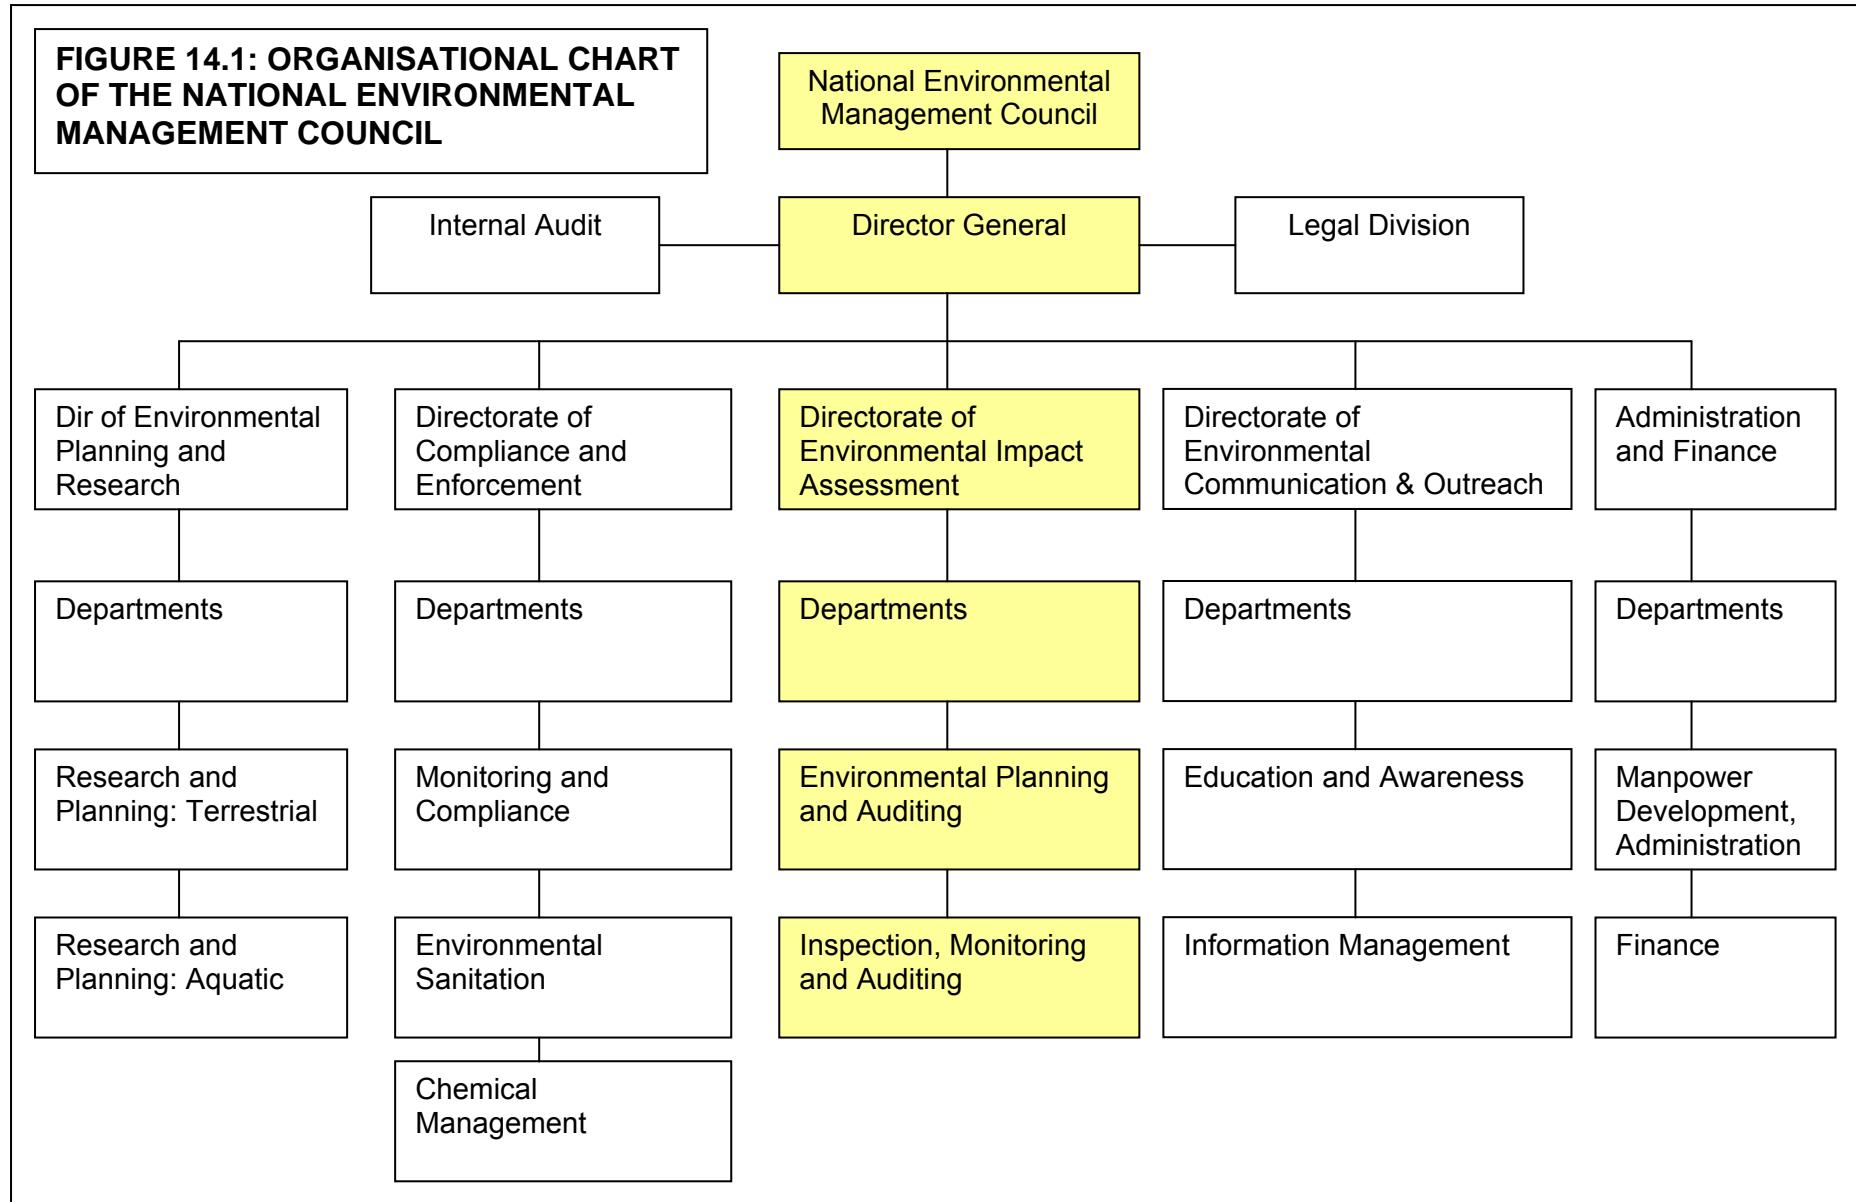 FIGURE 14.1: ORGANISATIONAL CHART
OF THE NATIONAL ENVIRONMENTAL
MANAGEMENT COUNCIL
National Environmental
Management Council
Internal Audit
Director General
Legal Division
Dir of Environmental
Planning and
Research
Directorate of
Compliance and
Enforcement
Directorate of
Environmental Impact
Assessment
Directorate of
Environmental
Communication & Outreach
Administration
and Finance
Departments
Departments
Departments
Departments
Departments
Research and
Planning: Terrestrial
Monitoring and
Compliance
Environmental Planning
and Auditing
Education and Awareness
Manpower
Development,
Administration
Research and
Planning: Aquatic
Environmental
Sanitation
Inspection, Monitoring
and Auditing
Information Management
Finance
Chemical
Management